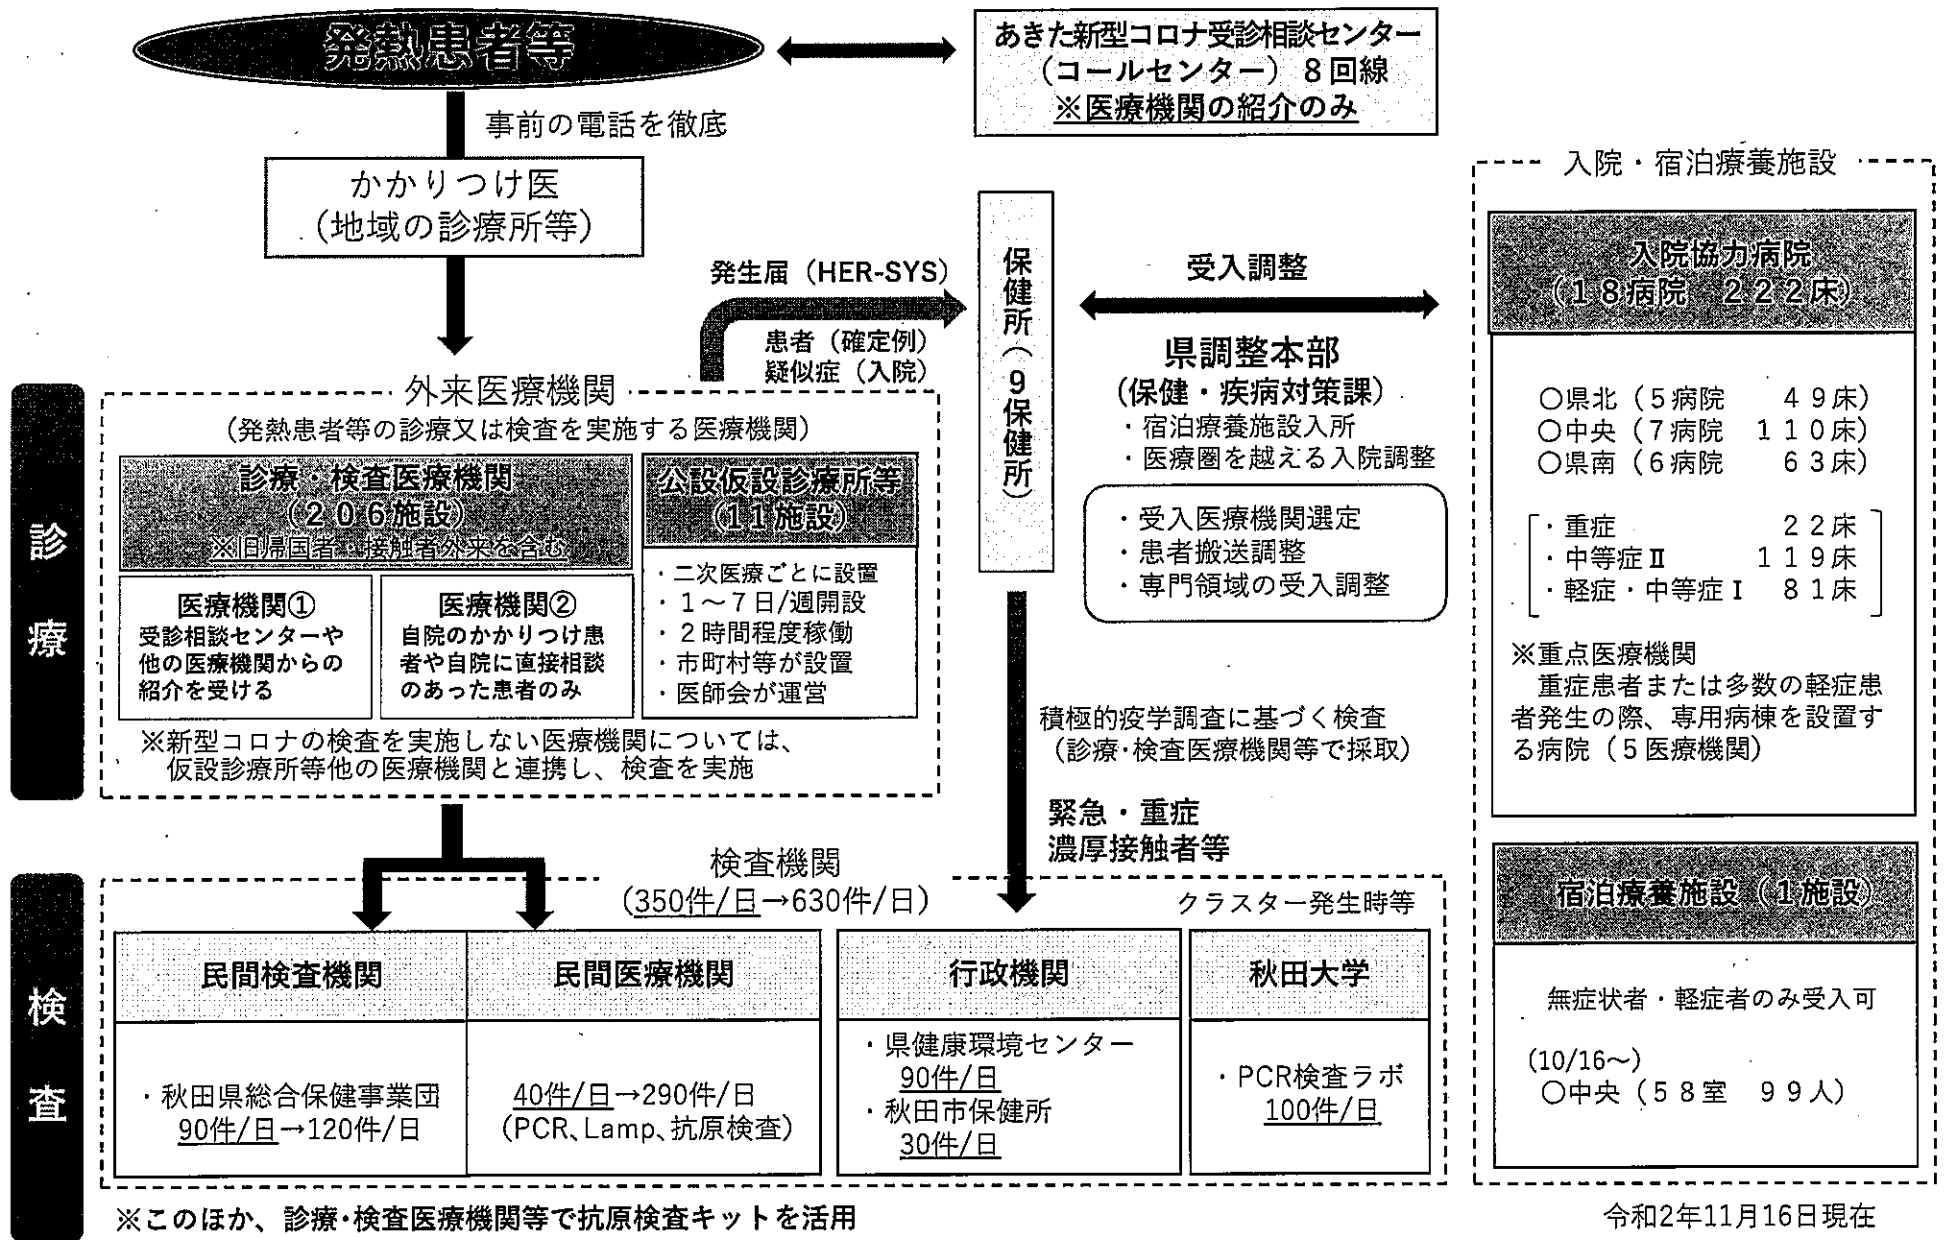 発熱患者等
あきた新型コロナ受診相談センター
(コールセンター) 8回線
※医療機関の紹介のみ
事前の電話を徹底
かかりつけ医
(地域の診療所等)
発生届(HER-SYS)
患者(確定例)
疑似症(入院)
保健所(9保健所)
受入調整
県調整本部
(保健・疾病対策課)
・宿泊療養施設入所
・医療圏を越える入院調整
・受入医療機関選定
・患者搬送調整
・専門領域の受入調整
入院・宿泊療養施設
入院協力病院
(18病院 222床)
○県北(5病院 49床)
○中央(7病院 110床)
○県南(6病院 63床)
・重症 22床
・中等症Ⅱ 119床
・軽症・中等症Ⅰ 81床
※重点医療機関
重症患者または多数の軽症患
者発生の際、専用病棟を設置す
る病院(5医療機関)
宿泊療養施設(1施設)
無症状者・軽症者のみ受入可
(10/16～)
○中央(58室 99人)
診療
外来医療機関
(発熱患者等の診療又は検査を実施する医療機関)
診療・検査医療機関
(206施設)
※旧帰国者・接触者外来を含む
医療機関①
受診相談センターや
他の医療機関からの
紹介を受ける
医療機関②
自院のかかりつけ患
者や自院に直接相談
のあった患者のみ
公設仮設診療所等
(11施設)
・二次医療ごとに設置
・1～7日/週開設
・2時間程度稼働
・市町村等が設置
・医師会が運営
※新型コロナの検査を実施しない医療機関については、
仮設診療所等他の医療機関と連携し、検査を実施
積極的疫学調査に基づく検査
(診療・検査医療機関等で採取)
緊急・重症
濃厚接触者等
検査
検査機関
(350件/日→630件/日)
クラスター発生時等
民間検査機関
・秋田県総合保健事業団
90件/日→120件/日
民間医療機関
40件/日→290件/日
(PCR、Lamp、抗原検査)
行政機関
・県健康環境センター
90件/日
・秋田市保健所
30件/日
秋田大学
・PCR検査ラボ
100件/日
※このほか、診療・検査医療機関等で抗原検査キットを活用
令和2年11月16日現在